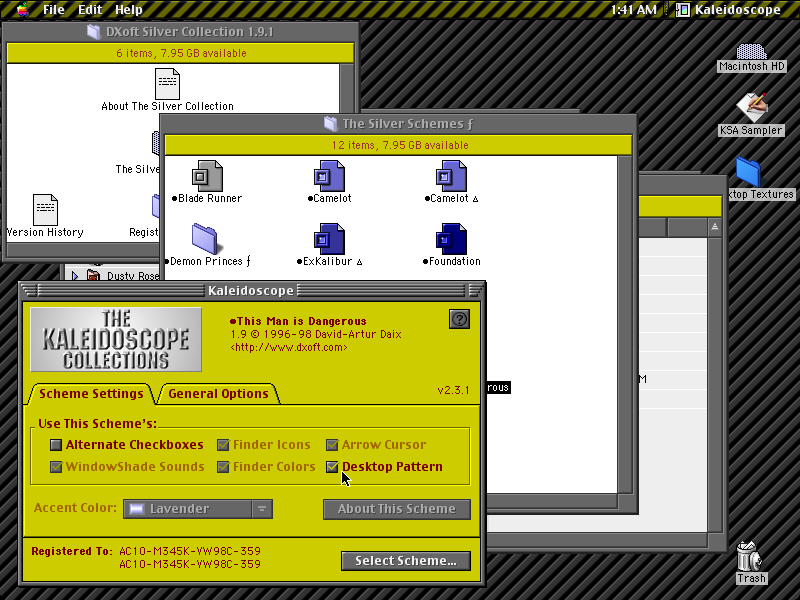 File Edit Help 1:41 AM Kaleidoscope
DXoft Silver Collection 1.9.1
6 items, 7.95 GB available
About The Silver Collection
The Silve
Version History
Regist
Dusty Rose
The Silver Schemes ƒ
12 items, 7.95 GB available
•Blade Runner
•Camelot
•Camelot ∆
•Demon Princes ƒ
•ExKalibur ∆
•Foundation
rous
M
Macintosh HD
KSA Sampler
ktop Textures
Trash
Kaleidoscope
THE
KALEIDOSCOPE
COLLECTIONS
•This Man is Dangerous
1.9 © 1996-98 David-Artur Daix
<http://www.dxoft.com>
?
v2.3.1
Scheme Settings
General Options
Use This Scheme's:
Alternate Checkboxes
Finder Icons
Arrow Cursor
WindowShade Sounds
Finder Colors
Desktop Pattern
Accent Color: Lavender
About This Scheme
Registered To: AC10-M345K-VW98C-359
AC10-M345K-VW98C-359
Select Scheme...